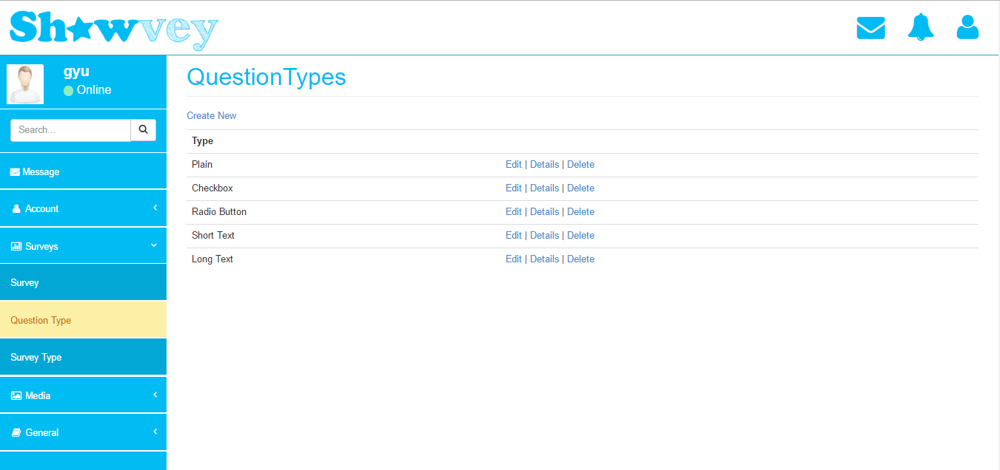 Sh★wvey
gyu
Online
Search...
Message
Account
Surveys
Survey
Question Type
Survey Type
Media
General
QuestionTypes
Create New
Type
Plain Edit | Details | Delete
Checkbox Edit | Details | Delete
Radio Button Edit | Details | Delete
Short Text Edit | Details | Delete
Long Text Edit | Details | Delete